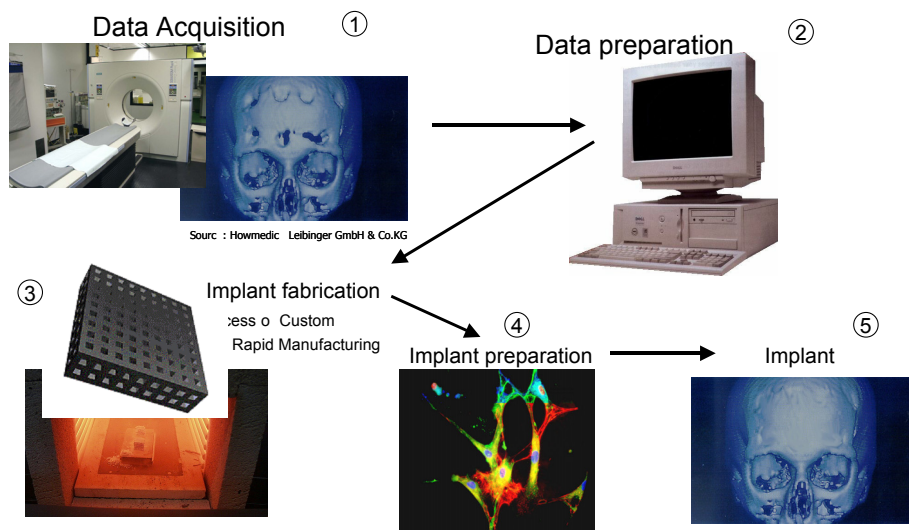 Data Acquisition
①
Data preparation
②
Sourc : Howmedic Leibinger GmbH & Co.KG
③
Implant fabrication
cess o Custom
Rapid Manufacturing
④
Implant preparation
⑤
Implant